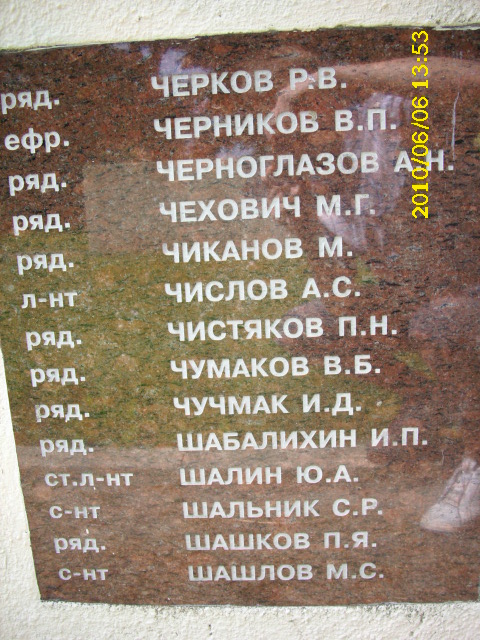 ряд. ЧЕРКОВ Р.В.
ефр. ЧЕРНИКОВ В.П.
ряд. ЧЕРНОГЛАЗОВ А.Н.
ряд. ЧЕХОВИЧ М.Г.
ряд. ЧИКАНОВ М.
л-нт ЧИСЛОВ А.С.
ряд. ЧИСТЯКОВ П.Н.
ряд. ЧУМАКОВ В.Б.
ряд. ЧУЧМАК И.Д.
ряд. ШАБАЛИХИН И.П.
ст.л-нт ШАЛИН Ю.А.
с-нт ШАЛЬНИК С.Р.
ряд. ШАШКОВ П.Я.
с-нт ШАШЛОВ М.С.
2010/06/06 13:53